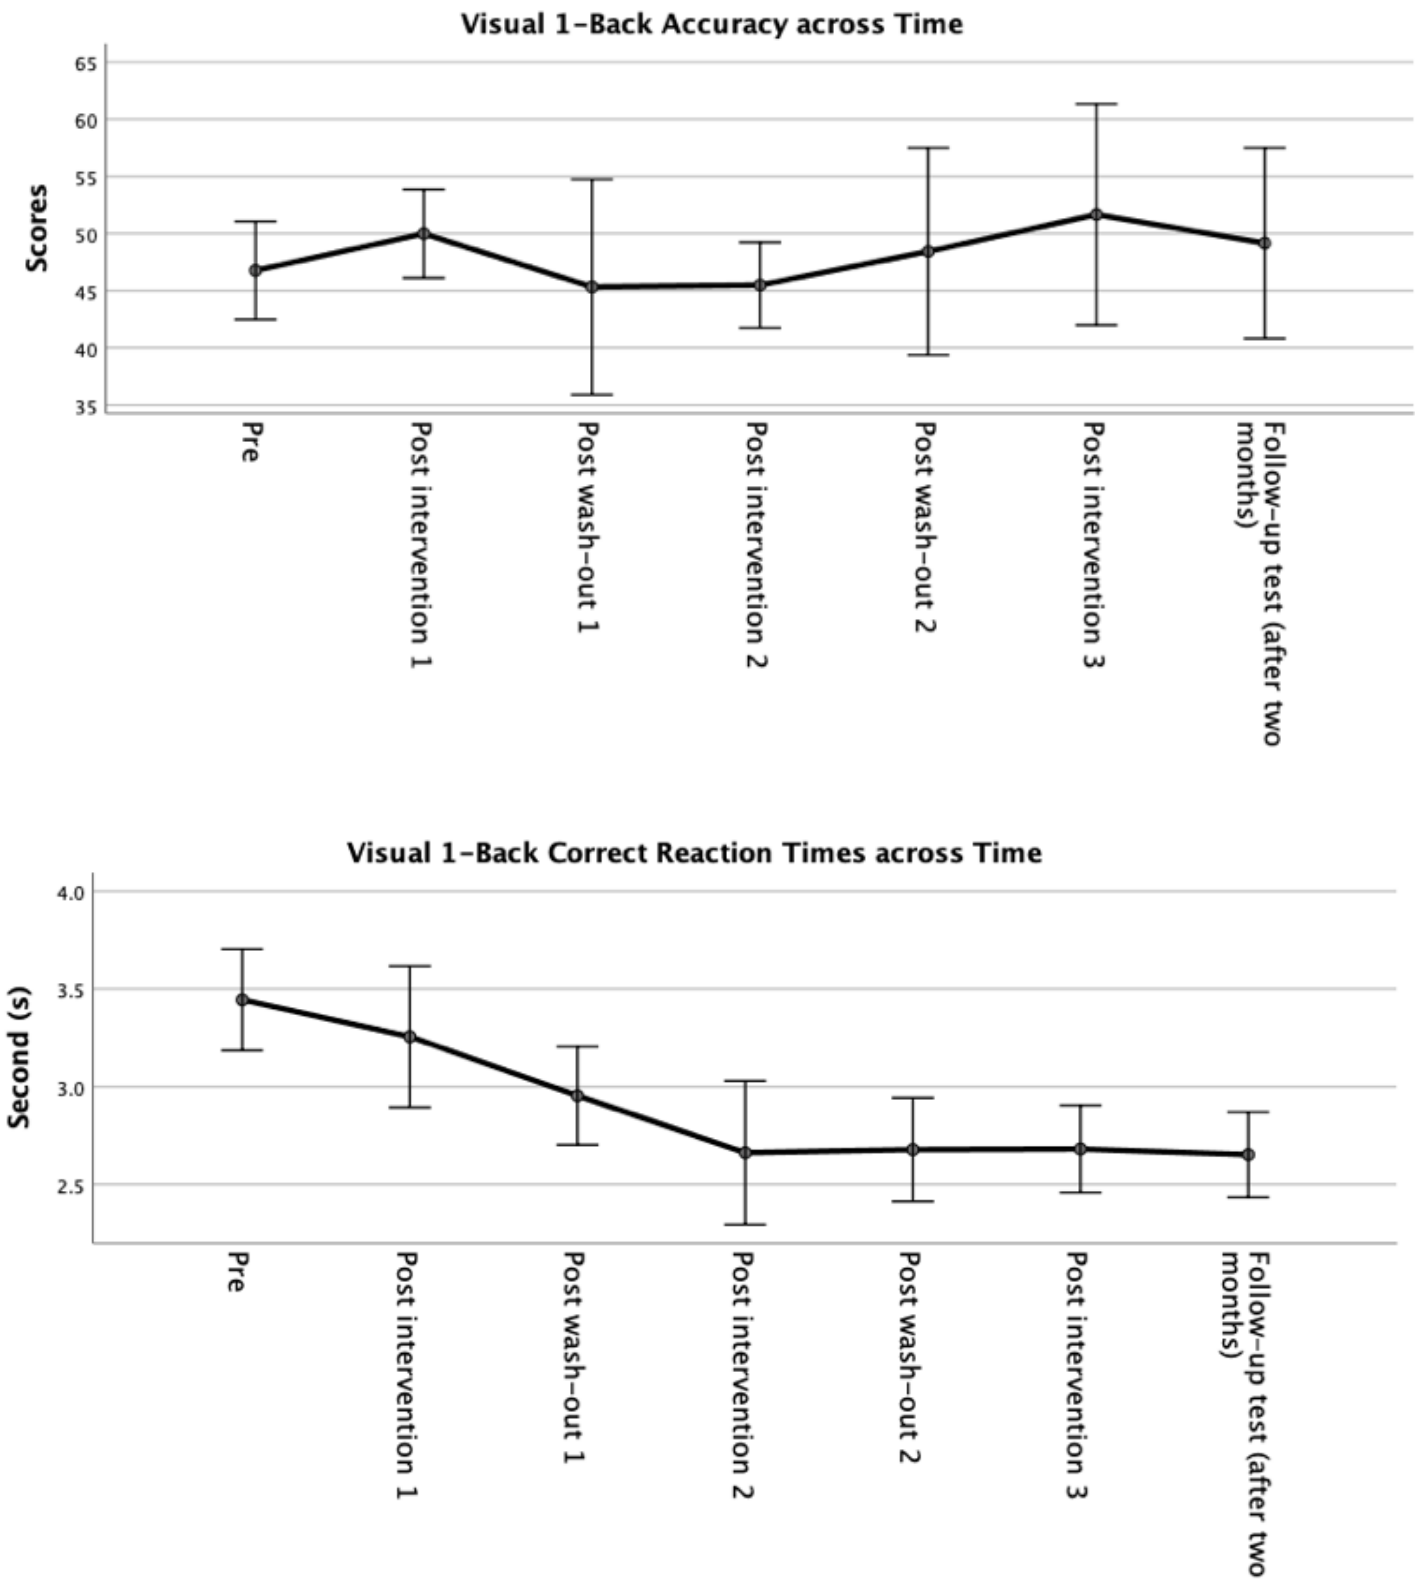 Visual 1-Back Accuracy across Time
Scores
65
60
55
50
45
40
35
Pre
Post intervention 1
Post wash-out 1
Post intervention 2
Post wash-out 2
Post intervention 3
Follow-up test (after two
months)
Visual 1-Back Correct Reaction Times across Time
Second (s)
4.0
3.5
3.0
2.5
Pre
Post intervention 1
Post wash-out 1
Post intervention 2
Post wash-out 2
Post intervention 3
Follow-up test (after two
months)